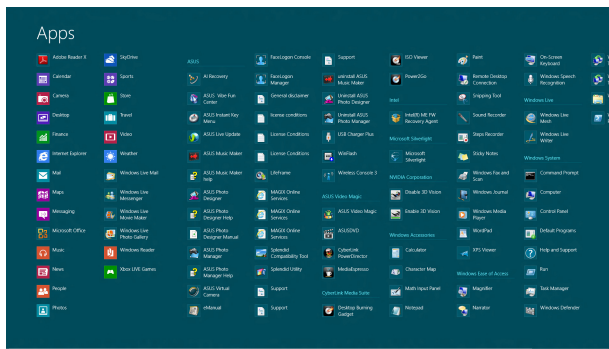 Apps
Adobe Reader X
Calendar
Camera
Desktop
Finance
Internet Explorer
Mail
Maps
Messaging
Microsoft Office
Music
News
People
Photos
SkyDrive
Sports
Store
Travel
Video
Weather
Windows Live Mail
Windows Live
Messenger
Windows Live
Movie Maker
Windows Live
Photo Gallery
Windows Reader
Xbox LIVE Games
ASUS
AI Recovery
ASUS Vibe Fun
Center
ASUS Instant Key
Menu
ASUS Live Update
ASUS Music Maker
ASUS Music Maker
help
ASUS Photo
Designer
ASUS Photo
Designer Help
ASUS Photo
Designer Manual
ASUS Photo
Manager
ASUS Photo
Manager Help
ASUS Virtual
Camera
eManual
FaceLogon Console
FaceLogon
Manager
General disclaimer
license conditions
License Conditions
License Conditions
LifeFrame
MAGIX Online
Services
MAGIX Online
Services
MAGIX Online
Services
Splendid
Compatibility Tool
Splendid Utility
Support
Support
Support
uninstall ASUS
Music Maker
Uninstall ASUS
Photo Designer
Uninstall ASUS
Photo Manager
USB Charger Plus
WinFlash
Wireless Console 3
ASUS Video Magic
ASUS Video Magic
ASUSDVD
CyberLink
PowerDirector
MediaEspresso
CyberLink Media Suite
Desktop Burning
Gadget
ISO Viewer
Power2Go
Intel
Intel(R) ME FW
Recovery Agent
Microsoft Silverlight
Microsoft
Silverlight
NVIDIA Corporation
Disable 3D Vision
Enable 3D Vision
Windows Accessories
Calculator
Character Map
Math Input Panel
Notepad
Paint
Remote Desktop
Connection
Snipping Tool
Sound Recorder
Steps Recorder
Sticky Notes
Windows Fax and
Scan
Windows Journal
Windows Media
Player
WordPad
XPS Viewer
Windows Ease of Access
Magnifier
Narrator
On-Screen
Keyboard
Windows Speech
Recognition
Windows Live
Windows Live
Mesh
Windows Live
Writer
Windows System
Command Prompt
Computer
Control Panel
Default Programs
Help and Support
Run
Task Manager
Windows Defender